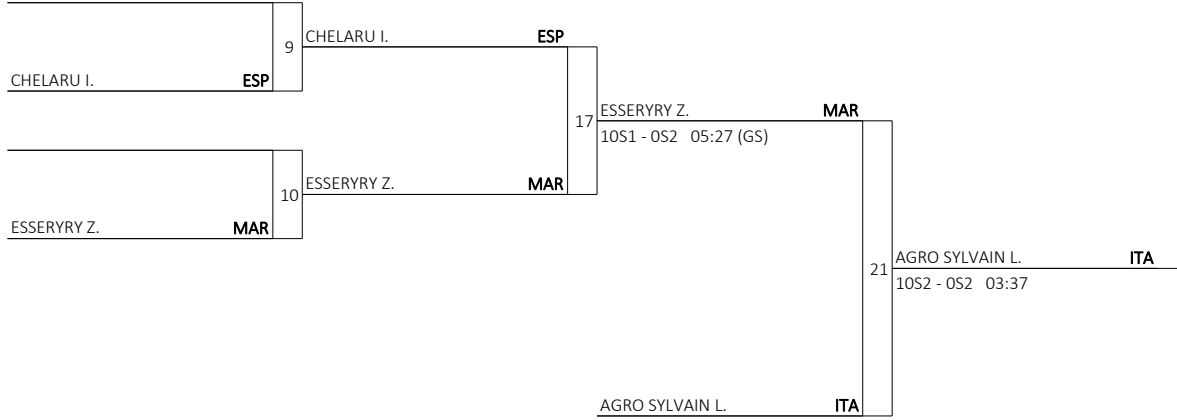 9
CHELARU I. ESP
CHELARU I. ESP
17
ESSERYRY Z. MAR
10S1 - 0S2 05:27 (GS)
10
ESSERYRY Z. MAR
ESSERYRY Z. MAR
21
AGRO SYLVAIN L. ITA
10S2 - 0S2 03:37
AGRO SYLVAIN L. ITA